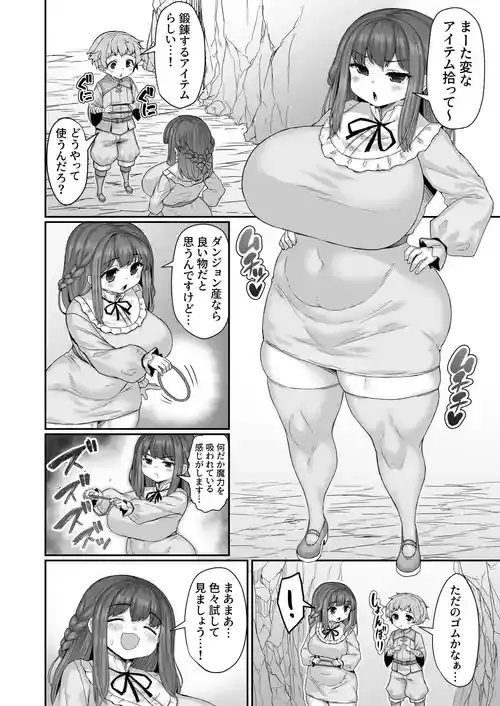 まーた変な
アイテム拾って～
鍛錬するアイテム
らしい…！
ぐにに
ぐにに
どうやって
使うんだろ？
ムチッ♥
ムチチ♥
ダンジョン産なら
良い物だと
思うんですけど…
何だか魔力を
吸われている
感じがします…
ズズズズ
ズズズ
まあまあ…
色々試して
見ましょう…！
ただのゴムかなぁ…
しょんぼり
！